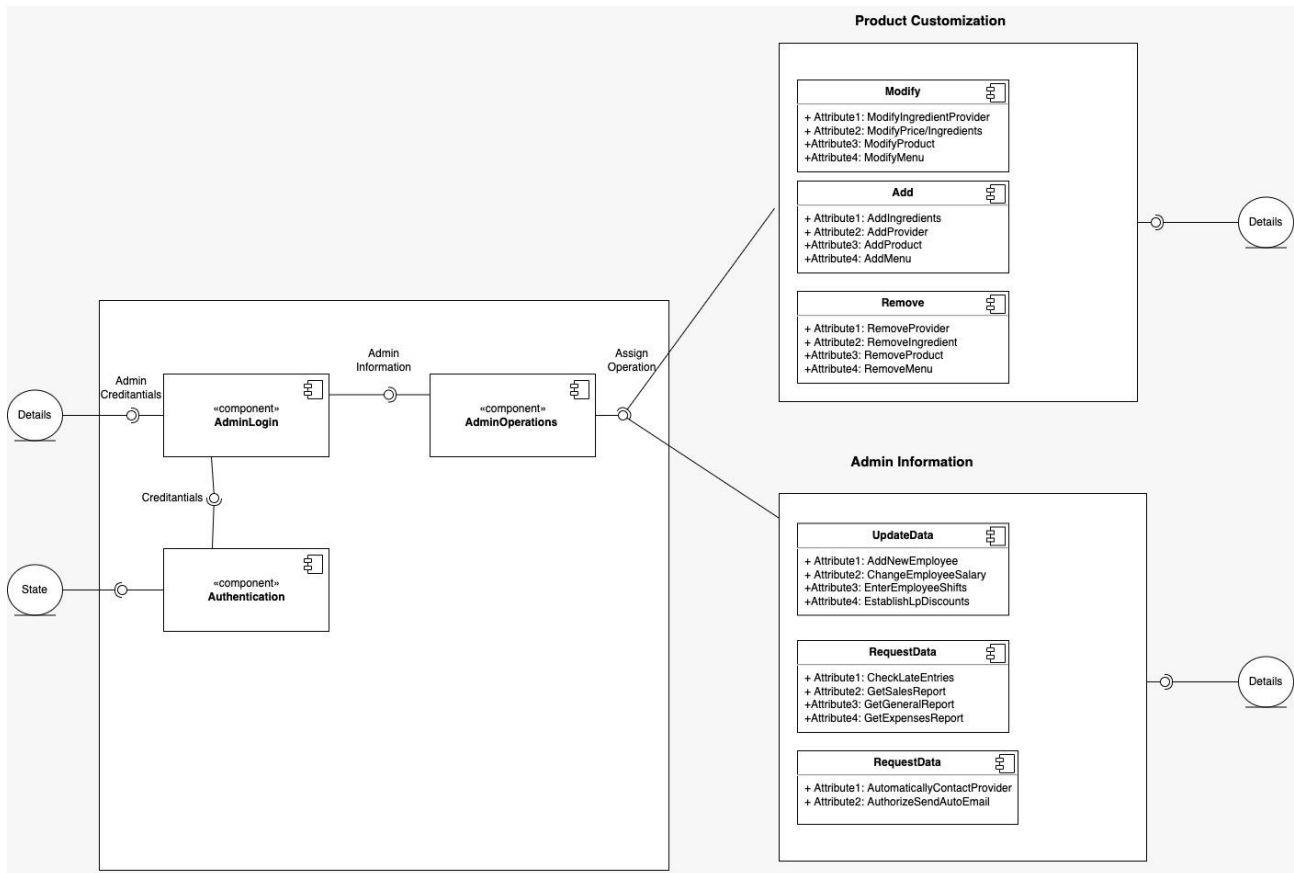 Product Customization
Modify
+ Attribute1: ModifyIngredientProvider
+ Attribute2: ModifyPrice/Ingredients
+Attribute3: ModifyProduct
+Attribute4: ModifyMenu
Add
+ Attribute1: AddIngredients
+ Attribute2: AddProvider
+Attribute3: AddProduct
+Attribute4: AddMenu
Details
Remove
+ Attribute1: RemoveProvider
+ Attribute2: RemoveIngredient
+Attribute3: RemoveProduct
+Attribute4: RemoveMenu
Admin
Creditantials
Admin
Information
Assign
Operation
Details
«component»
AdminLogin
«component»
AdminOperations
Creditantials
State
«component»
Authentication
Admin Information
UpdateData
+ Attribute1: AddNewEmployee
+ Attribute2: ChangeEmployeeSalary
+Attribute3: EnterEmployeeShifts
+Attribute4: EstablishLpDiscounts
RequestData
+ Attribute1: CheckLateEntries
+ Attribute2: GetSalesReport
+Attribute3: GetGeneralReport
+Attribute4: GetExpensesReport
Details
RequestData
+ Attribute1: AutomaticallyContactProvider
+ Attribute2: AuthorizeSendAutoEmail